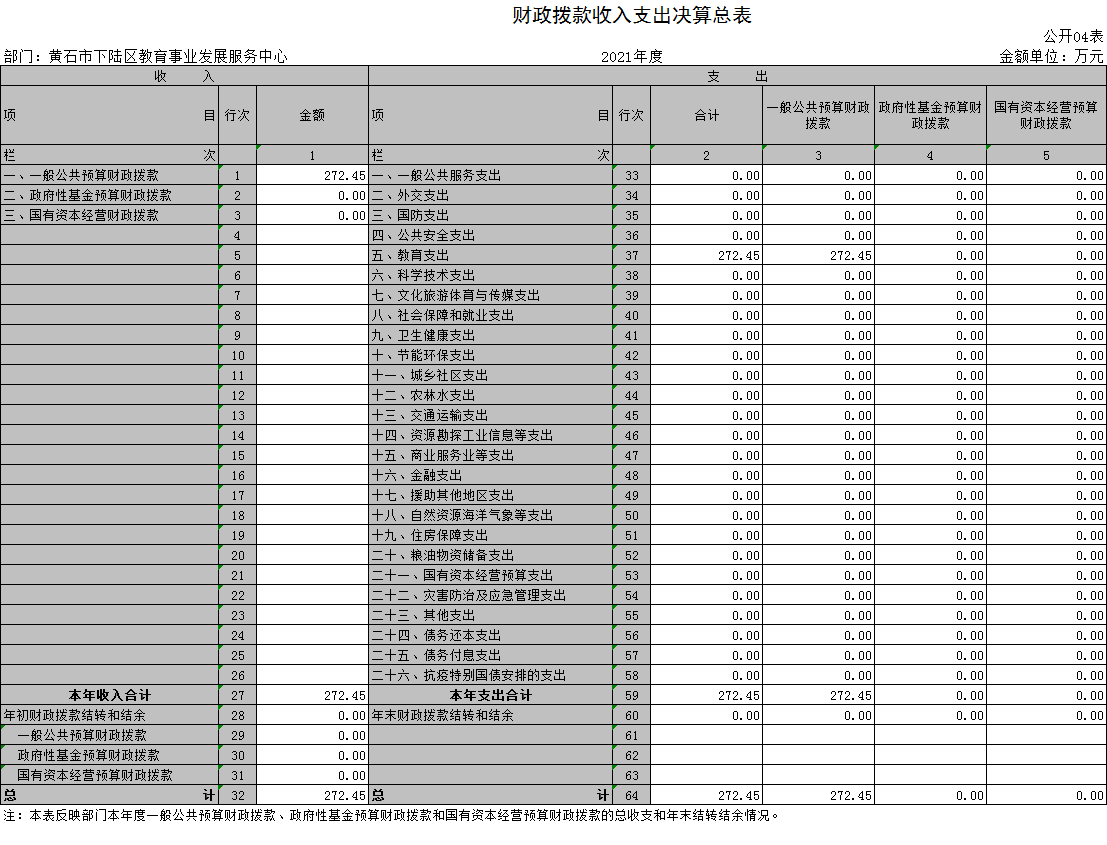 财政拨款收入支出决算总表
公开04表
部门：黄石市下陆区教育事业发展服务中心 2021年度 金额单位：万元
收 入 支 出
项 目 行次 金额 项 目 行次 合计 一般公共预算财政拨款 政府性基金预算财政拨款 国有资本经营预算财政拨款
栏 次 1 栏 次 2 3 4 5
一、一般公共预算财政拨款 1 272.45 一、一般公共服务支出 33 0.00 0.00 0.00 0.00
二、政府性基金预算财政拨款 2 0.00 二、外交支出 34 0.00 0.00 0.00 0.00
三、国有资本经营财政拨款 3 0.00 三、国防支出 35 0.00 0.00 0.00 0.00
4 四、公共安全支出 36 0.00 0.00 0.00 0.00
5 五、教育支出 37 272.45 272.45 0.00 0.00
6 六、科学技术支出 38 0.00 0.00 0.00 0.00
7 七、文化旅游体育与传媒支出 39 0.00 0.00 0.00 0.00
8 八、社会保障和就业支出 40 0.00 0.00 0.00 0.00
9 九、卫生健康支出 41 0.00 0.00 0.00 0.00
10 十、节能环保支出 42 0.00 0.00 0.00 0.00
11 十一、城乡社区支出 43 0.00 0.00 0.00 0.00
12 十二、农林水支出 44 0.00 0.00 0.00 0.00
13 十三、交通运输支出 45 0.00 0.00 0.00 0.00
14 十四、资源勘探工业信息等支出 46 0.00 0.00 0.00 0.00
15 十五、商业服务业等支出 47 0.00 0.00 0.00 0.00
16 十六、金融支出 48 0.00 0.00 0.00 0.00
17 十七、援助其他地区支出 49 0.00 0.00 0.00 0.00
18 十八、自然资源海洋气象等支出 50 0.00 0.00 0.00 0.00
19 十九、住房保障支出 51 0.00 0.00 0.00 0.00
20 二十、粮油物资储备支出 52 0.00 0.00 0.00 0.00
21 二十一、国有资本经营预算支出 53 0.00 0.00 0.00 0.00
22 二十二、灾害防治及应急管理支出 54 0.00 0.00 0.00 0.00
23 二十三、其他支出 55 0.00 0.00 0.00 0.00
24 二十四、债务还本支出 56 0.00 0.00 0.00 0.00
25 二十五、债务付息支出 57 0.00 0.00 0.00 0.00
26 二十六、抗疫特别国债安排的支出 58 0.00 0.00 0.00 0.00
本年收入合计 27 272.45 本年支出合计 59 272.45 272.45 0.00 0.00
年初财政拨款结转和结余 28 0.00 年末财政拨款结转和结余 60 0.00 0.00 0.00 0.00
一般公共预算财政拨款 29 0.00 61
政府性基金预算财政拨款 30 0.00 62
国有资本经营预算财政拨款 31 0.00 63
总 计 32 272.45 总 计 64 272.45 272.45 0.00 0.00
注：本表反映部门本年度一般公共预算财政拨款、政府性基金预算财政拨款和国有资本经营预算财政拨款的总收支和年末结转结余情况。